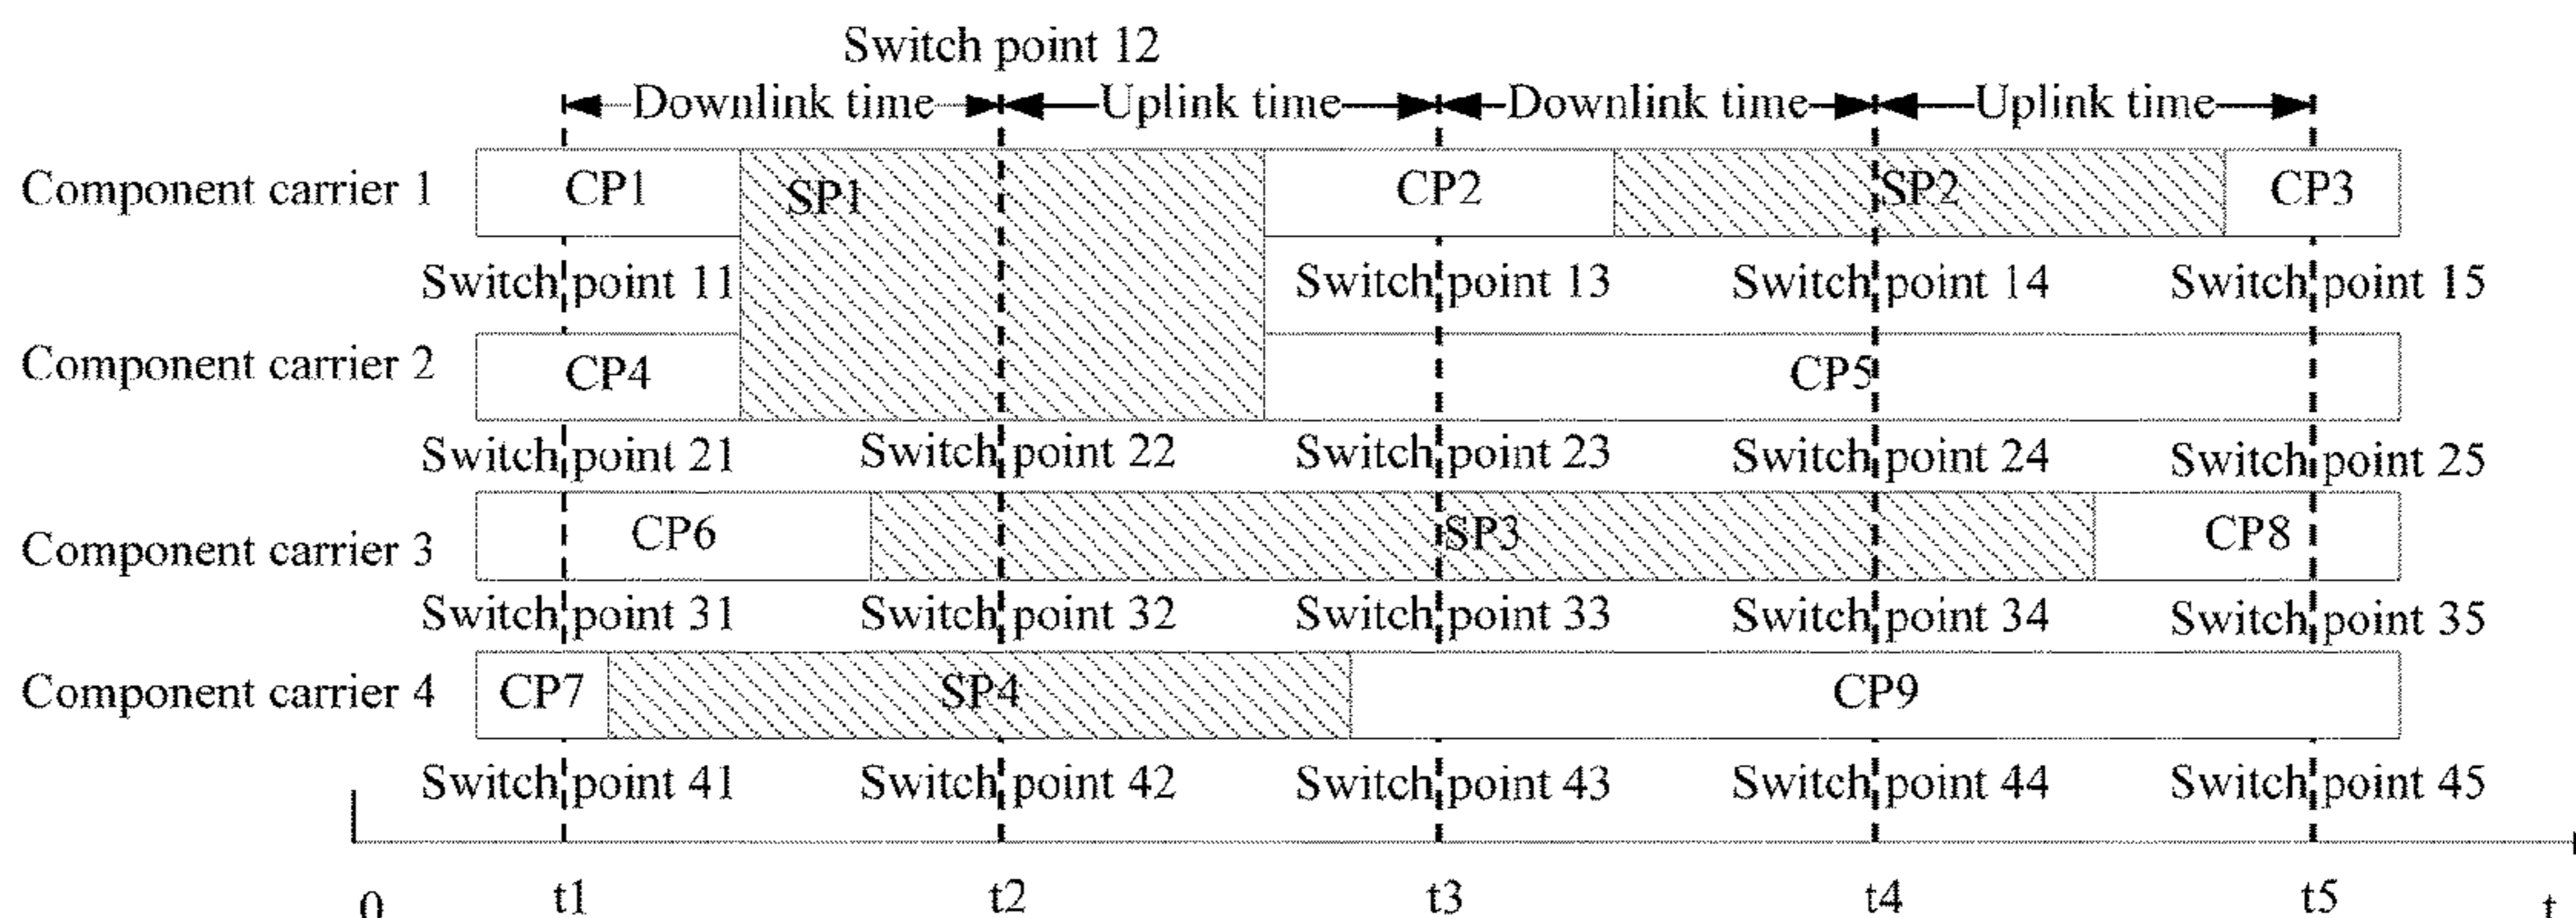 Switch point 12
Downlink time Uplink time Downlink time Uplink time
Component carrier 1 CP1 SP1 CP2 SP2 CP3
Switch point 11 Switch point 13 Switch point 14 Switch point 15
Component carrier 2 CP4 CP5
Switch point 21 Switch point 22 Switch point 23 Switch point 24 Switch point 25
Component carrier 3 CP6 SP3 CP8
Switch point 31 Switch point 32 Switch point 33 Switch point 34 Switch point 35
Component carrier 4 CP7 SP4 CP9
Switch point 41 Switch point 42 Switch point 43 Switch point 44 Switch point 45
0 t1 t2 t3 t4 t5 t